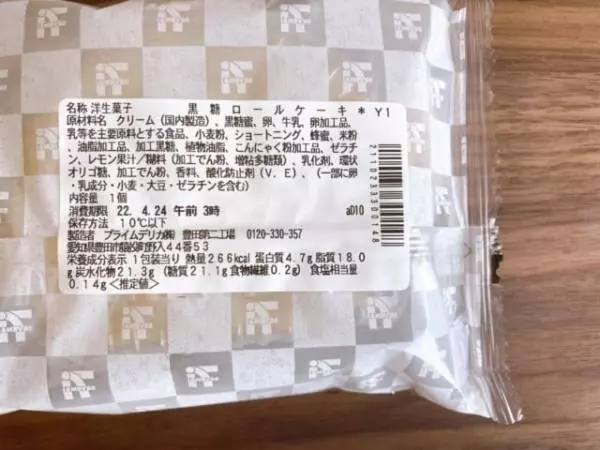 名称 洋生菓子 黒糖ロールケーキ＊Y1
原材料名 クリーム（国内製造）、黒糖蜜、卵、牛乳、卵加工品、
乳等を主要原料とする食品、小麦粉、ショートニング、蜂蜜、米粉
、油脂加工品、加工黒糖、植物油脂、こんにゃく粉加工品、ゼラチ
ン、レモン果汁／糊料（加工でん粉、増粘多糖類）、乳化剤、環状
オリゴ糖、加工でん粉、香料、酸化防止剤（V．E）、（一部に卵
・乳成分・小麦・大豆・ゼラチンを含む）
内容量 1個
消費期限 22. 4.24 午前 3時 a010
保存方法 10℃以下
製造者 プライムデリカ㈱ 豊田第二工場 0120-330-357
愛知県豊田市 44番53
栄養成分表示 1包装当り 熱量266kcal 蛋白質4.7g 脂質18.0
g 炭水化物21.3g（糖質21.1g 食物繊維0.2g） 食塩相当量
0.14g＜推定値＞
2110233300018